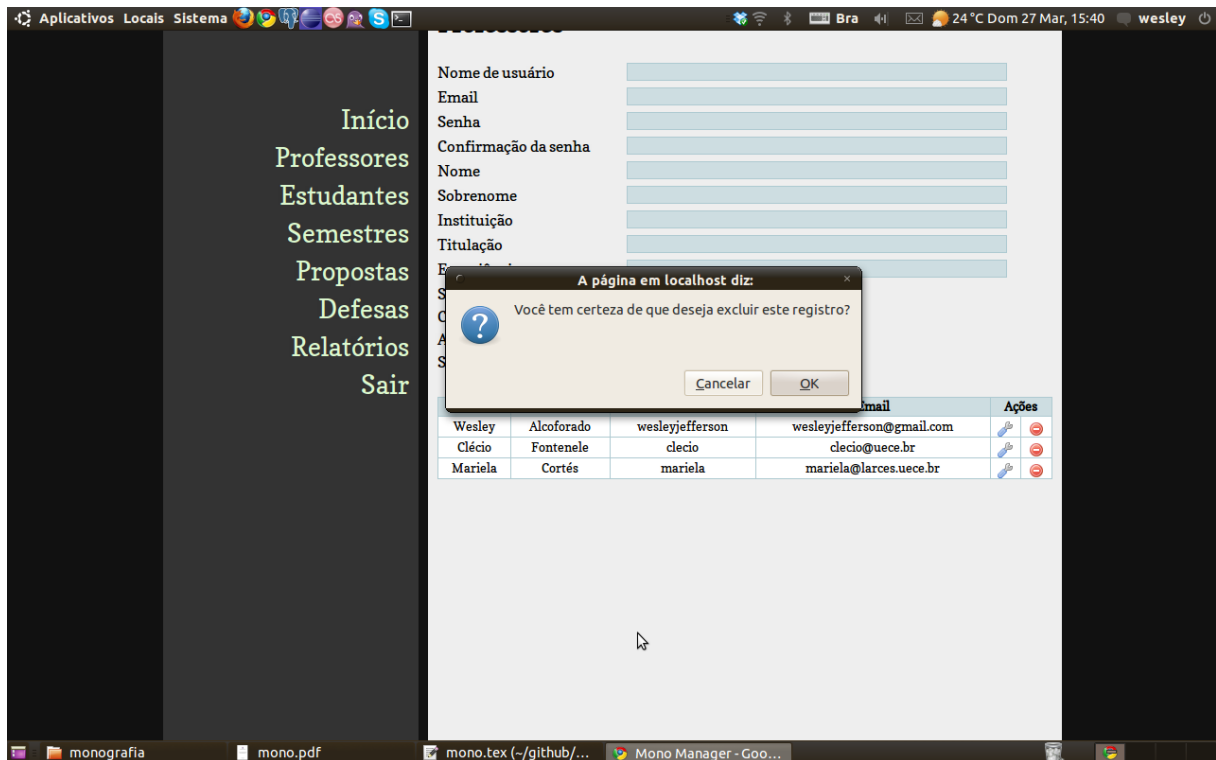 Aplicativos Locais Sistema Bra 24 °C Dom 27 Mar, 15:40 wesley
Início
Professores
Estudantes
Semestres
Propostas
Defesas
Relatórios
Sair
Nome de usuário
Email
Senha
Confirmação da senha
Nome
Sobrenome
Instituição
Titulação
A página em localhost diz:
Você tem certeza de que deseja excluir este registro?
Cancelar OK
Email Ações
Wesley Alcoforado wesleyjefferson wesleyjefferson@gmail.com
Clécio Fontenele clecio clecio@uece.br
Mariela Cortés mariela mariela@larces.uece.br
monografia mono.pdf mono.tex (~/github/... Mono Manager - Goo...